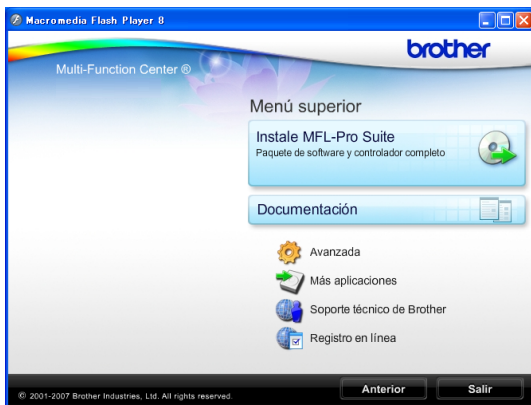 Macromedia Flash Player 8
brother
Multi-Function Center ®
Menú superior
Instale MFL-Pro Suite
Paquete de software y controlador completo
Documentación
Avanzada
Más aplicaciones
Soporte técnico de Brother
Registro en línea
© 2001-2007 Brother Industries, Ltd. All rights reserved.
Anterior
Salir